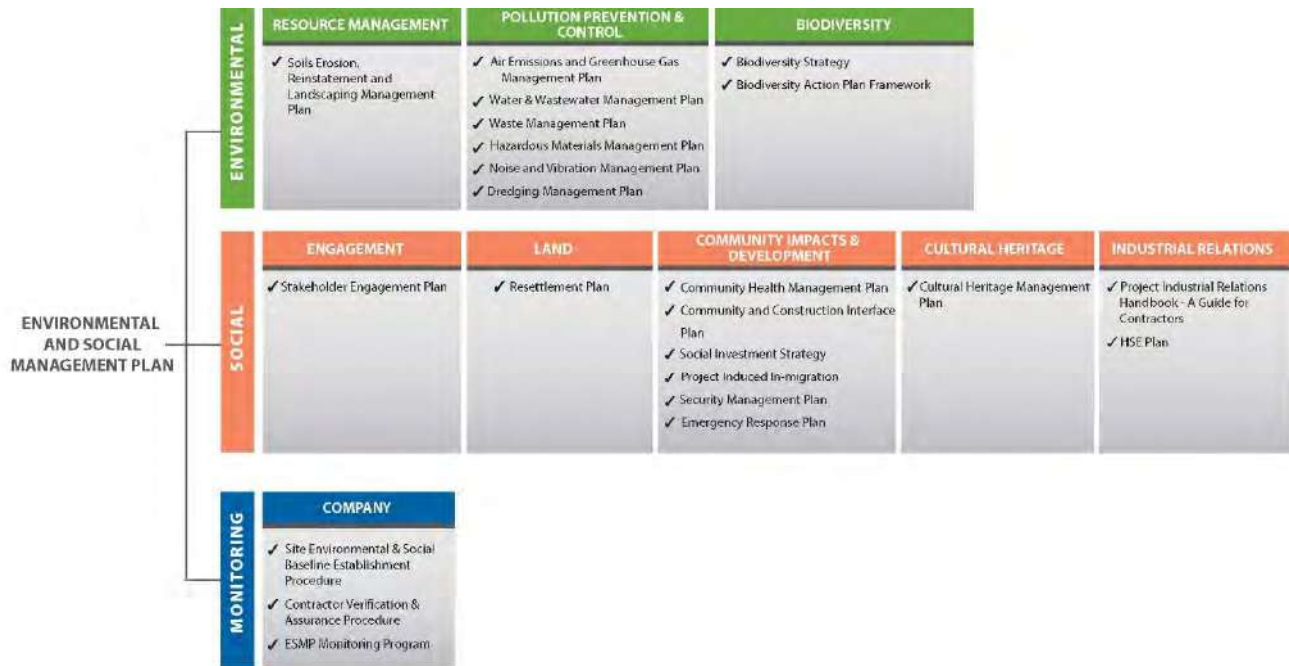 ENVIRONMENTAL
AND SOCIAL
MANAGEMENT PLAN
ENVIRONMENTAL
RESOURCE MANAGEMENT
✓ Soils Erosion,
Reinstatement and
Landscaping Management
Plan
POLLUTION PREVENTION &
CONTROL
✓ Air Emissions and Greenhouse Gas
Management Plan
✓ Water & Wastewater Management Plan
✓ Waste Management Plan
✓ Hazardous Materials Management Plan
✓ Noise and Vibration Management Plan
✓ Dredging Management Plan
BIODIVERSITY
✓ Biodiversity Strategy
✓ Biodiversity Action Plan Framework
SOCIAL
ENGAGEMENT
✓ Stakeholder Engagement Plan
LAND
✓ Resettlement Plan
COMMUNITY IMPACTS &
DEVELOPMENT
✓ Community Health Management Plan
✓ Community and Construction Interface
Plan
✓ Social Investment Strategy
✓ Project Induced In-migration
✓ Security Management Plan
✓ Emergency Response Plan
CULTURAL HERITAGE
✓ Cultural Heritage Management
Plan
INDUSTRIAL RELATIONS
✓ Project Industrial Relations
Handbook - A Guide for
Contractors
✓ HSE Plan
MONITORING
COMPANY
✓ Site Environmental & Social
Baseline Establishment
Procedure
✓ Contractor Verification &
Assurance Procedure
✓ ESMP Monitoring Program